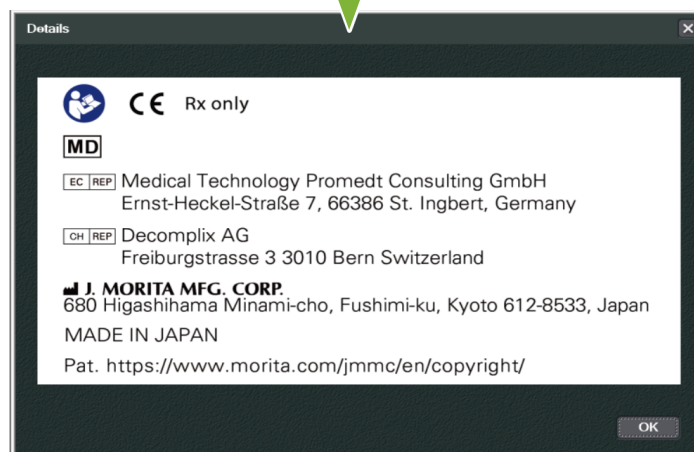 Details
CE Rx only
MD
EC REP Medical Technology Promedt Consulting GmbH
Ernst-Heckel-Straße 7, 66386 St. Ingbert, Germany
CH REP Decomplix AG
Freiburgstrasse 3 3010 Bern Switzerland
J. MORITA MFG. CORP.
680 Higashihama Minami-cho, Fushimi-ku, Kyoto 612-8533, Japan
MADE IN JAPAN
Pat. https://www.morita.com/jmmc/en/copyright/
OK